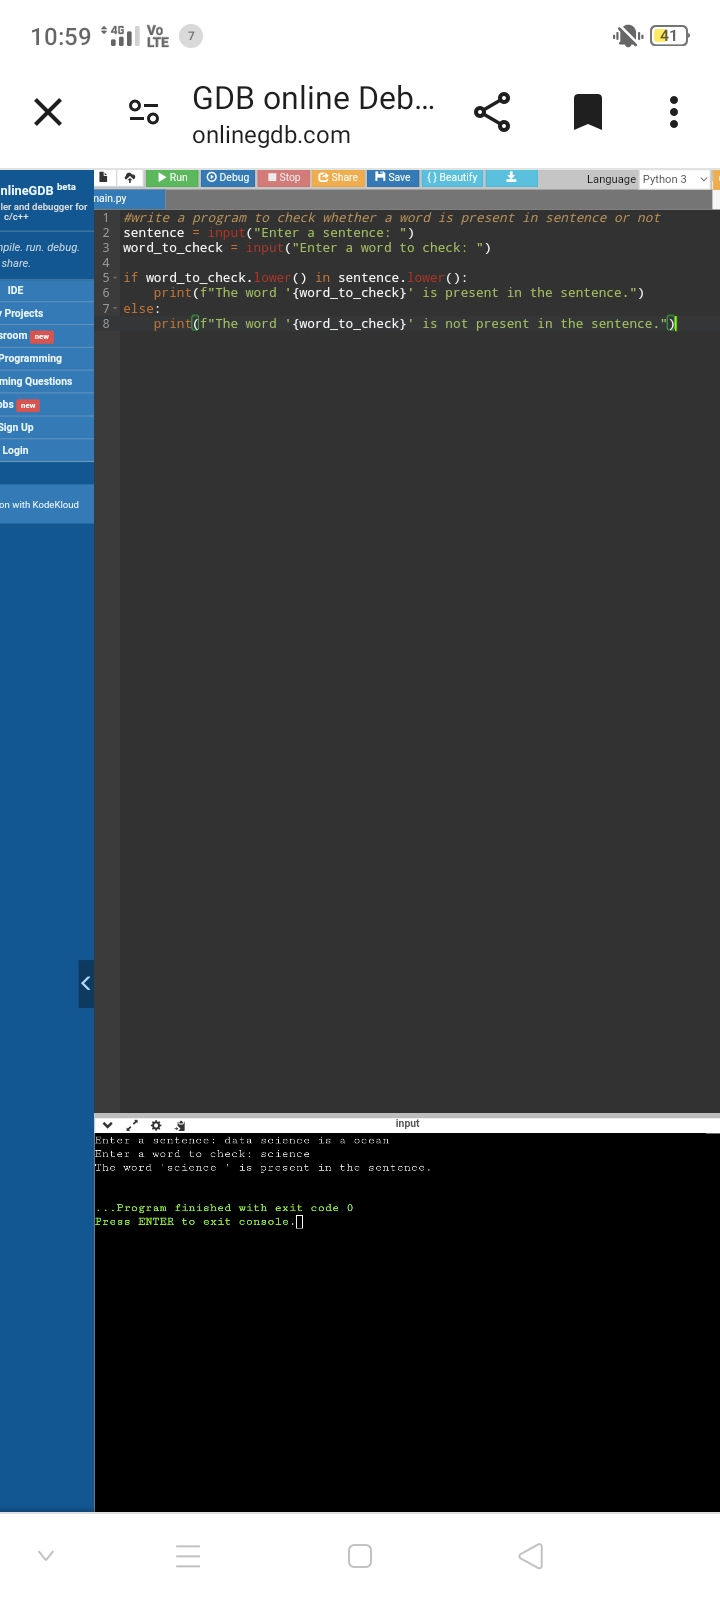 10:59 4G Vo LTE 7 41
GDB online Deb...
onlinegdb.com
Run Debug Stop Share Save {} Beautify Language Python 3
nlineGDB beta
ler and debugger for
c/c++
npile. run. debug.
share.
IDE
y Projects
sroom new
Programming
ming Questions
obs new
Sign Up
Login
on with KodeKloud
nain.py
1 #write a program to check whether a word is present in sentence or not
2 sentence = input("Enter a sentence: ")
3 word_to_check = input("Enter a word to check: ")
4
5 if word_to_check.lower() in sentence.lower():
6     print(f"The word '{word_to_check}' is present in the sentence.")
7 else:
8     print(f"The word '{word_to_check}' is not present in the sentence.")
input
Enter a sentence: data science is a ocean
Enter a word to check: science
The word 'science ' is present in the sentence.
...Program finished with exit code 0
Press ENTER to exit console.